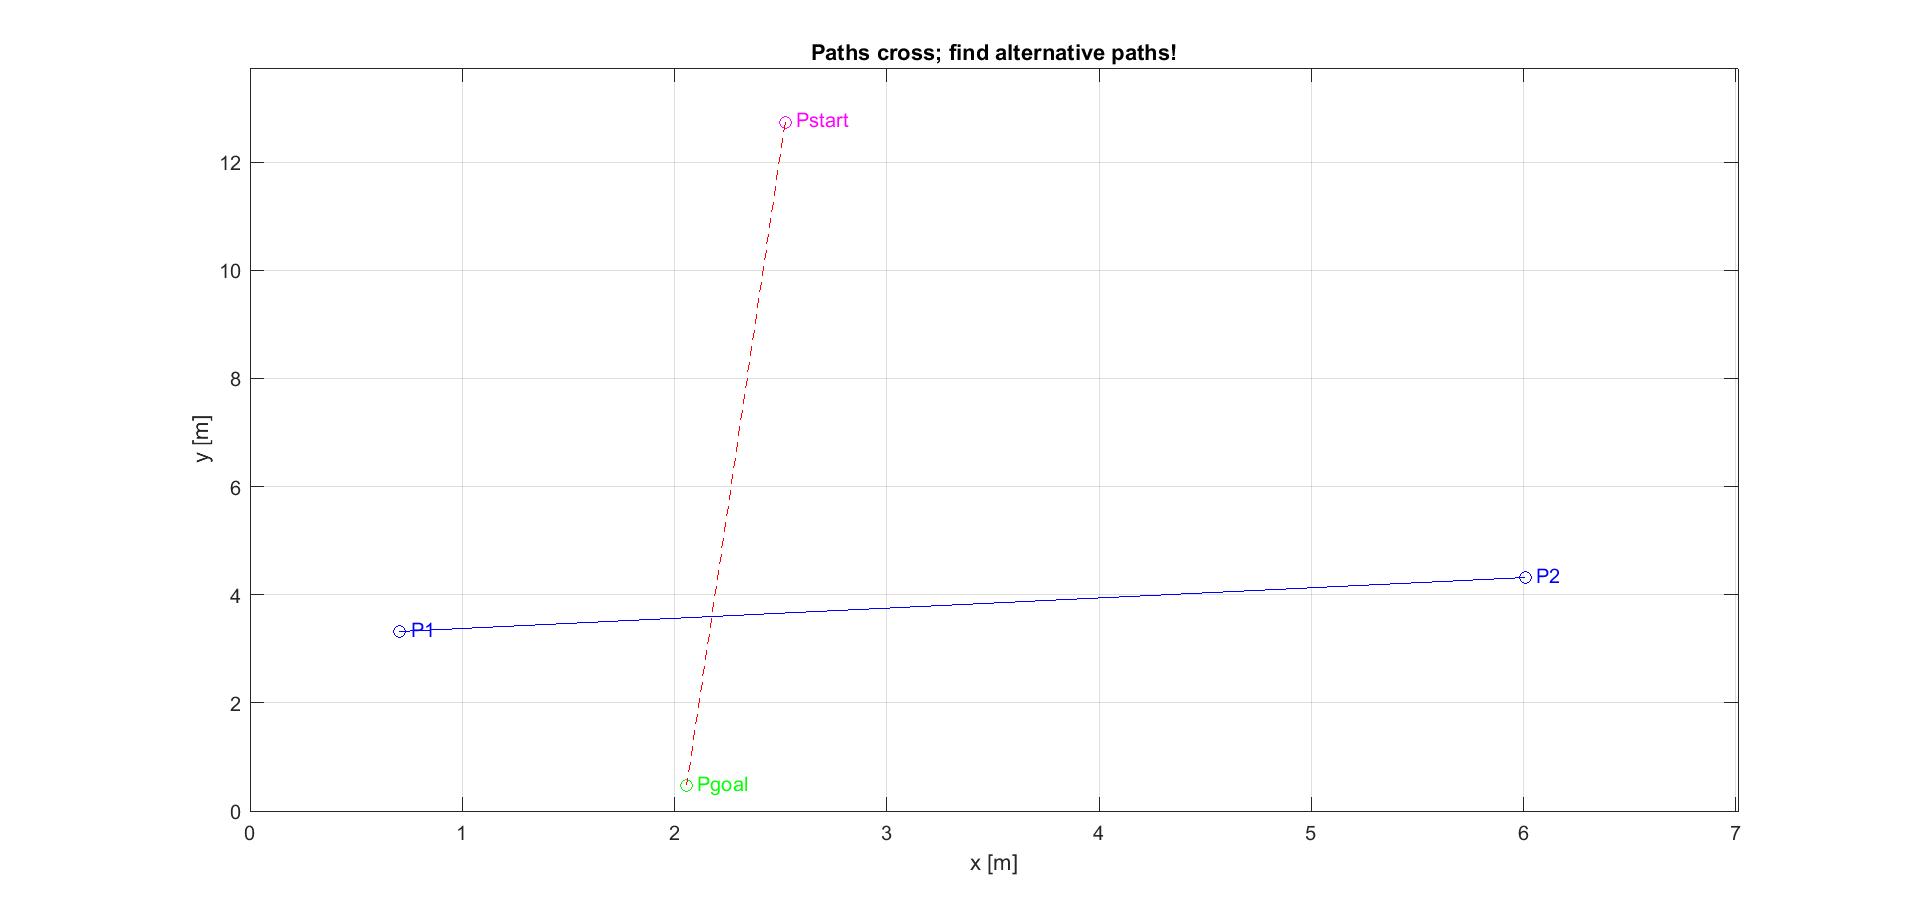 Paths cross; find alternative paths!
Pstart
12
10
8
y [m]
6
P2
4
P1
2
Pgoal
0
0 1 2 3 4 5 6 7
x [m]